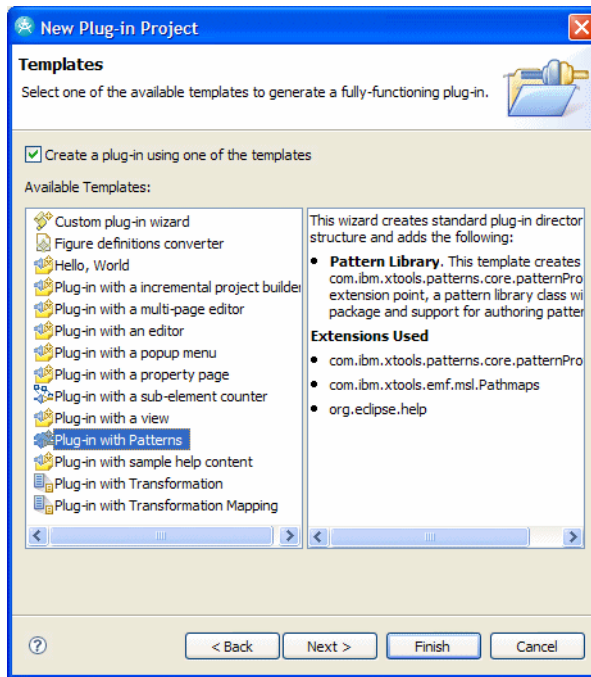 New Plug-in Project
Templates
Select one of the available templates to generate a fully-functioning plug-in.
Create a plug-in using one of the templates
Available Templates:
Custom plug-in wizard
Figure definitions converter
Hello, World
Plug-in with a incremental project builder
Plug-in with a multi-page editor
Plug-in with an editor
Plug-in with a popup menu
Plug-in with a property page
Plug-in with a sub-element counter
Plug-in with a view
Plug-in with Patterns
Plug-in with sample help content
Plug-in with Transformation
Plug-in with Transformation Mapping
This wizard creates standard plug-in director
structure and adds the following:
• Pattern Library. This template creates
com.ibm.xtools.patterns.core.patternPro
extension point, a pattern library class wi
package and support for authoring patter
Extensions Used
• com.ibm.xtools.patterns.core.patternPro
• com.ibm.xtools.emf.msl.Pathmaps
• org.eclipse.help
?
< Back
Next >
Finish
Cancel